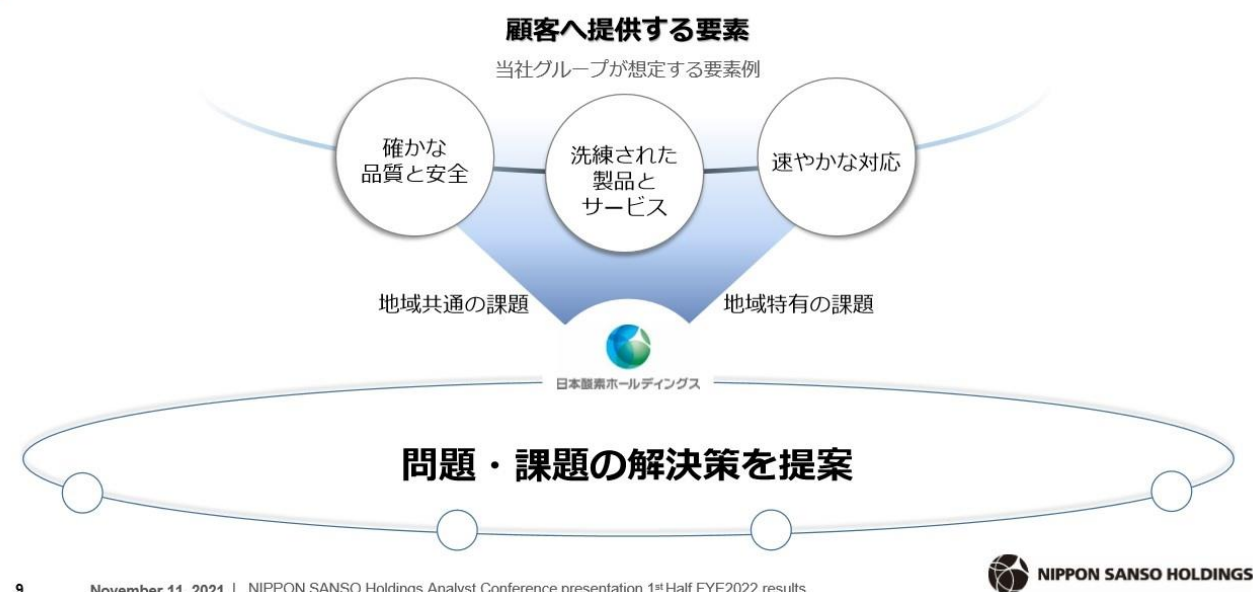 顧客へ提供する要素
当社グループが想定する要素例
確かな
品質と安全
洗練された
製品と
サービス
速やかな対応
地域共通の課題
地域特有の課題
日本酸素ホールディングス
問題・課題の解決策を提案
NIPPON SANSO HOLDINGS
9 November 11, 2021 | NIPPON SANSO Holdings Analyst Conference presentation 1st Half FYE2022 results